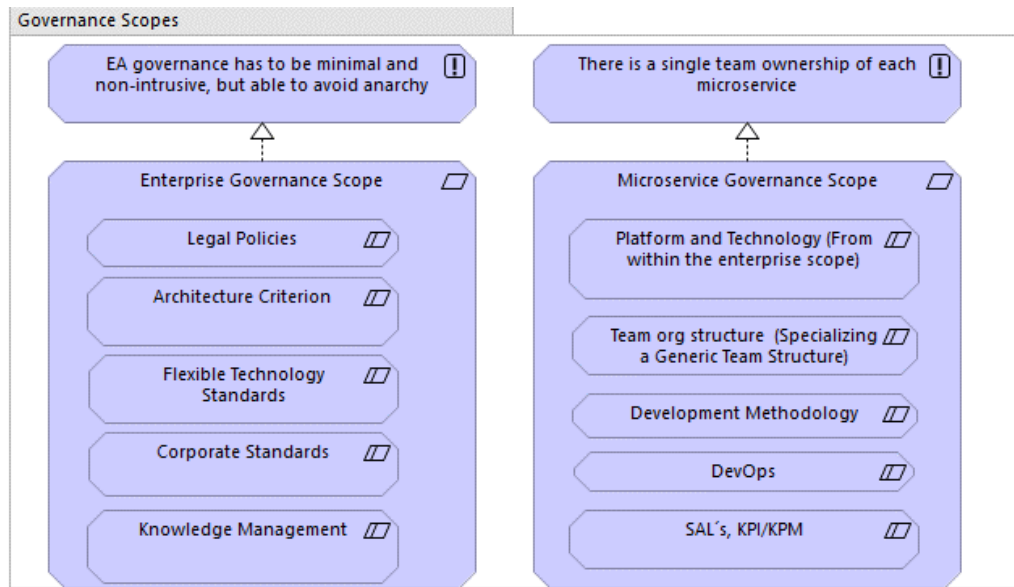 Governance Scopes
EA governance has to be minimal and
non-intrusive, but able to avoid anarchy
There is a single team ownership of each
microservice
Enterprise Governance Scope
Legal Policies
Architecture Criterion
Flexible Technology
Standards
Corporate Standards
Knowledge Management
Microservice Governance Scope
Platform and Technology (From
within the enterprise scope)
Team org structure (Specializing
a Generic Team Structure)
Development Methodology
DevOps
SAL´s, KPI/KPM